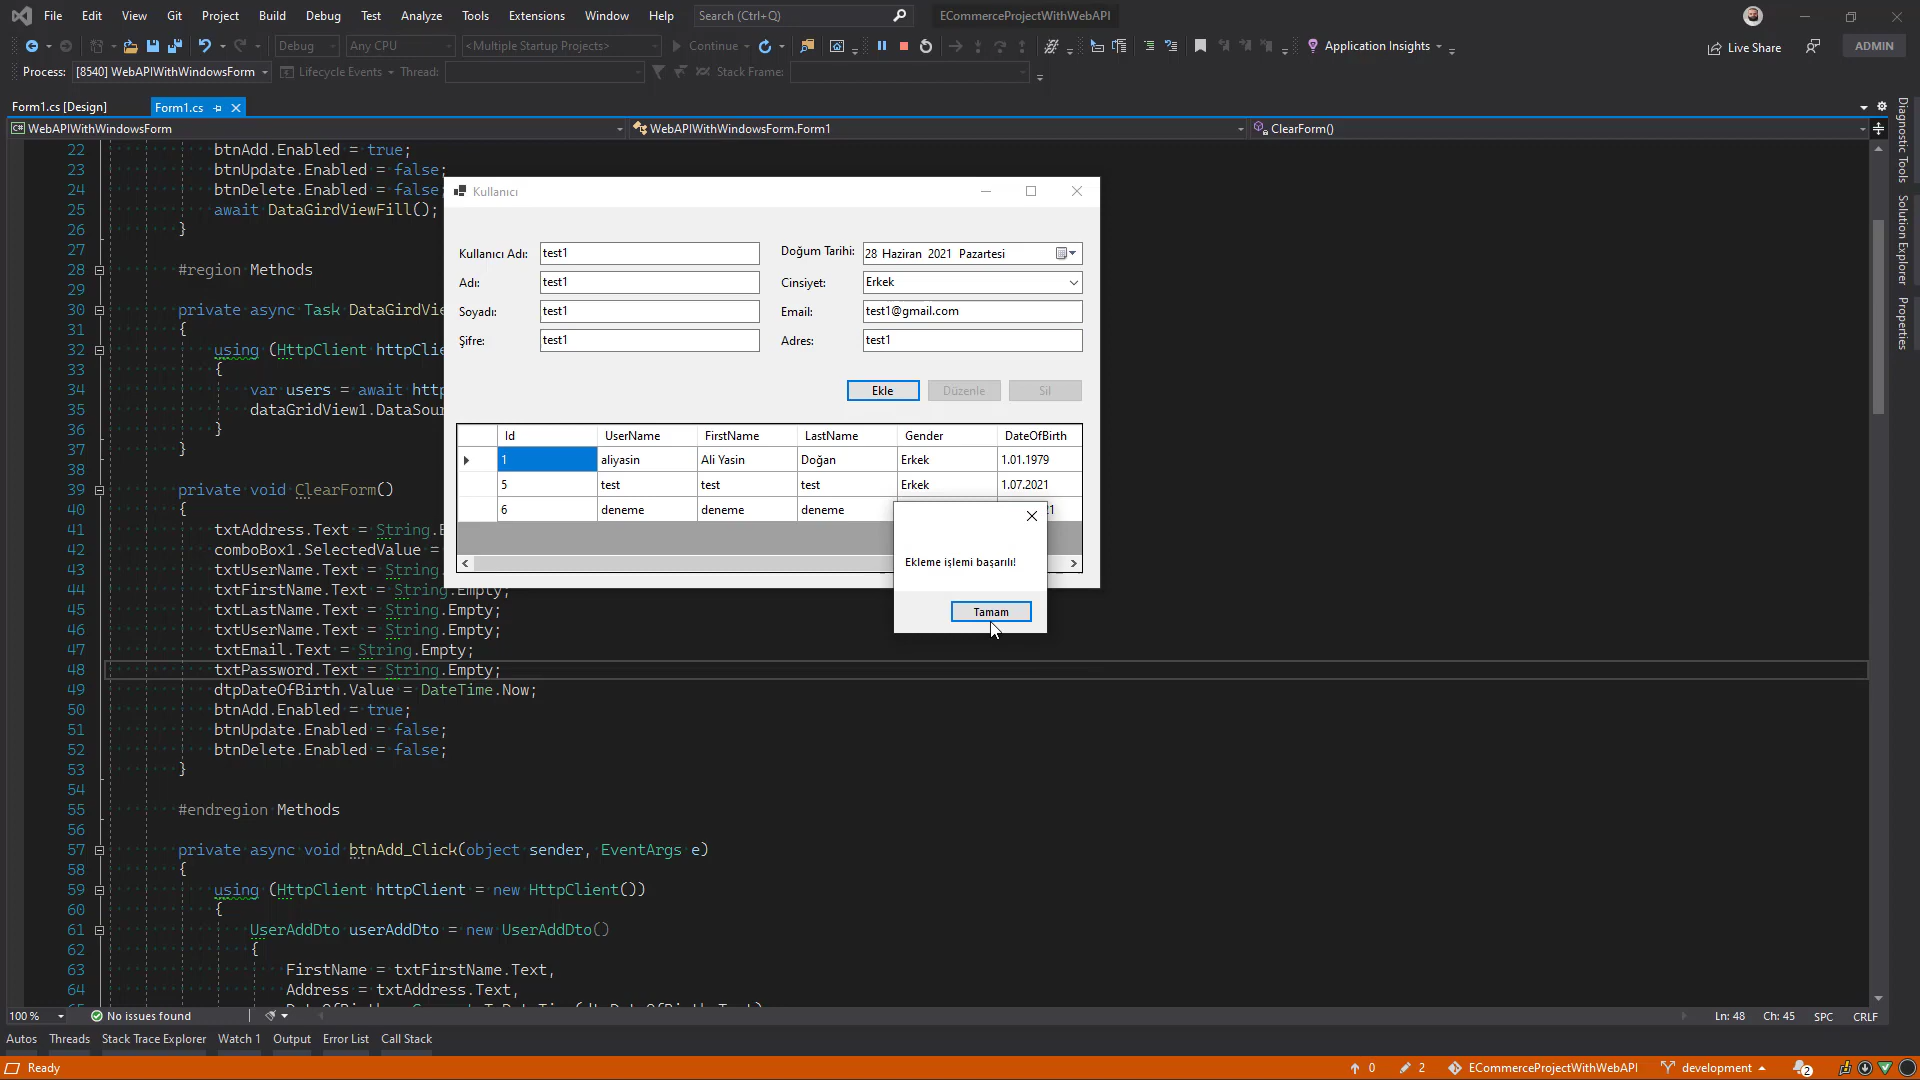 File Edit View Git Project Build Debug Test Analyze Tools Extensions Window Help Search (Ctrl+Q) ECommerceProjectWithWebAPI
Debug Any CPU <Multiple Startup Projects> Continue Application Insights Live Share ADMIN
Process: [8540] WebAPIWithWindowsForm Lifecycle Events Thread: Stack Frame:
Form1.cs [Design] Form1.cs
WebAPIWithWindowsForm WebAPIWithWindowsForm.Form1 ClearForm()
22 btnAdd.Enabled = true;
23 btnUpdate.Enabled = false;
24 btnDelete.Enabled = false;
25 await DataGirdViewFill();
26 }
27
28 #region Methods
29
30 private async Task DataGirdVie
31 {
32 using (HttpClient httpClie
33 {
34 var users = await http
35 dataGridView1.DataSour
36 }
37 }
38
39 private void ClearForm()
40 {
41 txtAddress.Text = String.E
42 comboBox1.SelectedValue =
43 txtUserName.Text = String.
44 txtFirstName.Text = String.Empty;
45 txtLastName.Text = String.Empty;
46 txtUserName.Text = String.Empty;
47 txtEmail.Text = String.Empty;
48 txtPassword.Text = String.Empty;
49 dtpDateOfBirth.Value = DateTime.Now;
50 btnAdd.Enabled = true;
51 btnUpdate.Enabled = false;
52 btnDelete.Enabled = false;
53 }
54
55 #endregion Methods
56
57 private async void btnAdd_Click(object sender, EventArgs e)
58 {
59 using (HttpClient httpClient = new HttpClient())
60 {
61 UserAddDto userAddDto = new UserAddDto()
62 {
63 FirstName = txtFirstName.Text,
64 Address = txtAddress.Text,
Kullanıcı
Kullanıcı Adı: test1 Doğum Tarihi: 28 Haziran 2021 Pazartesi
Adı: test1 Cinsiyet: Erkek
Soyadı: test1 Email: test1@gmail.com
Şifre: test1 Adres: test1
Ekle Düzenle Sil
Id UserName FirstName LastName Gender DateOfBirth
1 aliyasin Ali Yasin Doğan Erkek 1.01.1979
5 test test test Erkek 1.07.2021
6 deneme deneme deneme 21
Ekleme işlemi başarılı!
Tamam
Diagnostic Tools
Solution Explorer
Properties
100 % No issues found Ln: 48 Ch: 45 SPC CRLF
Autos Threads Stack Trace Explorer Watch 1 Output Error List Call Stack
Ready 0 2 ECommerceProjectWithWebAPI development 2